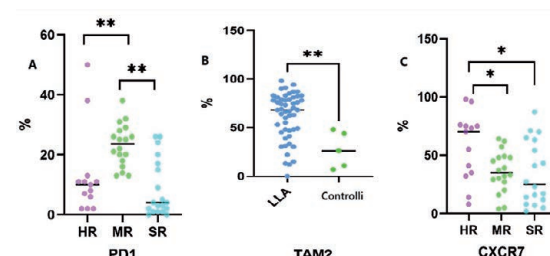 A
%
60
40
20
0
**
**
HR MR SR
PD1
B
%
150
100
50
0
**
LLA Controlli
TAM2
C
%
150
100
50
0
*
*
HR MR SR
CXCR7